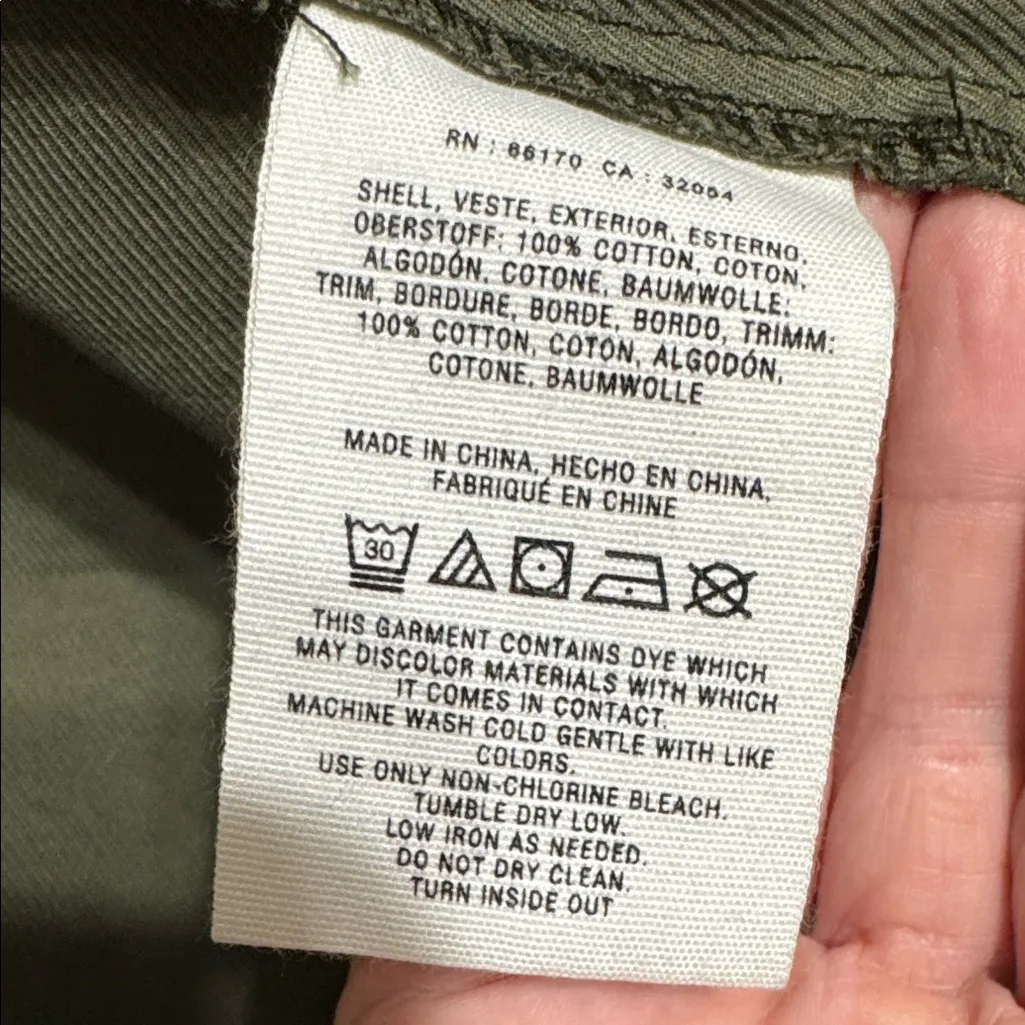 RN : 86170 CA : 32054
SHELL, VESTE, EXTERIOR, ESTERNO,
OBERSTOFF: 100% COTTON, COTON,
ALGODÓN, COTONE, BAUMWOLLE;
TRIM, BORDURE, BORDE, BORDO, TRIMM:
100% COTTON, COTON, ALGODÓN,
COTONE, BAUMWOLLE
MADE IN CHINA, HECHO EN CHINA,
FABRIQUÉ EN CHINE
30
THIS GARMENT CONTAINS DYE WHICH
MAY DISCOLOR MATERIALS WITH WHICH
IT COMES IN CONTACT.
MACHINE WASH COLD GENTLE WITH LIKE
COLORS.
USE ONLY NON-CHLORINE BLEACH.
TUMBLE DRY LOW.
LOW IRON AS NEEDED.
DO NOT DRY CLEAN.
TURN INSIDE OUT